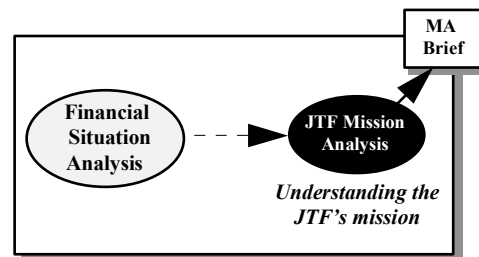 MA
Brief
Financial
Situation
Analysis
JTF Mission
Analysis
Understanding the
JTF's mission